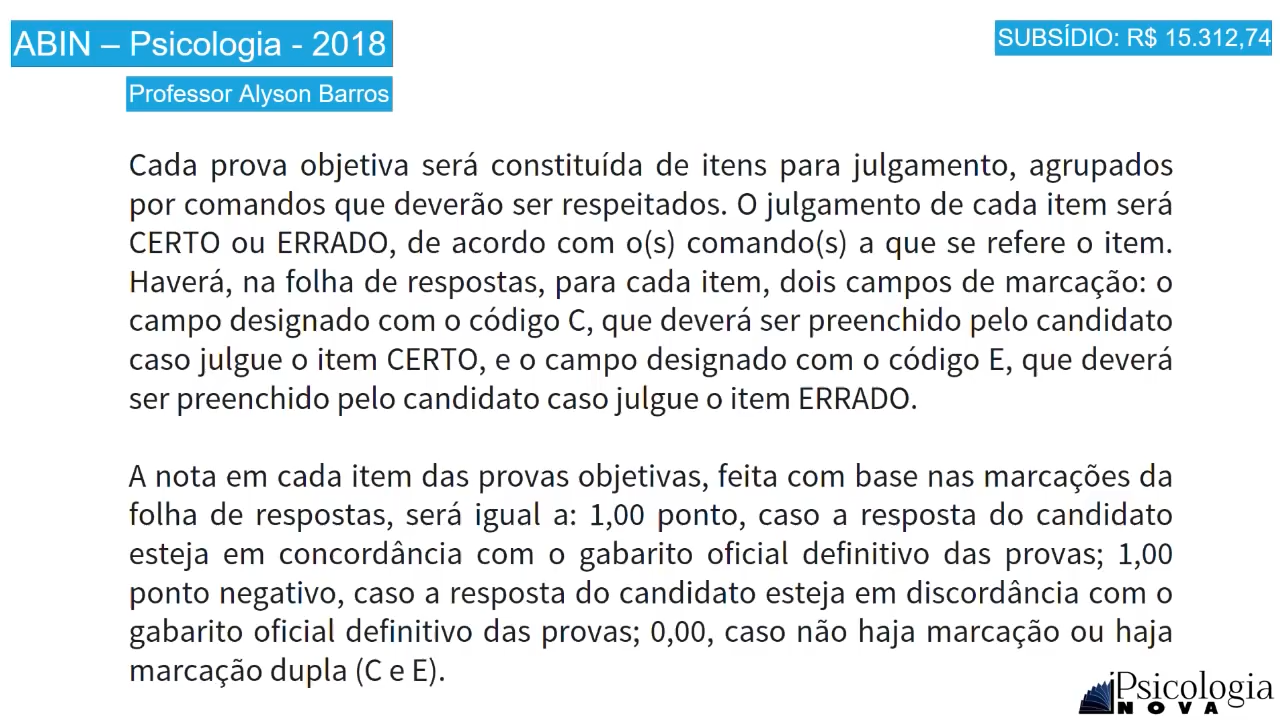 ABIN – Psicologia - 2018
SUBSÍDIO: R$ 15.312,74
Professor Alyson Barros
Cada prova objetiva será constituída de itens para julgamento, agrupados
por comandos que deverão ser respeitados. O julgamento de cada item será
CERTO ou ERRADO, de acordo com o(s) comando(s) a que se refere o item.
Haverá, na folha de respostas, para cada item, dois campos de marcação: o
campo designado com o código C, que deverá ser preenchido pelo candidato
caso julgue o item CERTO, e o campo designado com o código E, que deverá
ser preenchido pelo candidato caso julgue o item ERRADO.
A nota em cada item das provas objetivas, feita com base nas marcações da
folha de respostas, será igual a: 1,00 ponto, caso a resposta do candidato
esteja em concordância com o gabarito oficial definitivo das provas; 1,00
ponto negativo, caso a resposta do candidato esteja em discordância com o
gabarito oficial definitivo das provas; 0,00, caso não haja marcação ou haja
marcação dupla (C e E).
Psicologia
NOVA